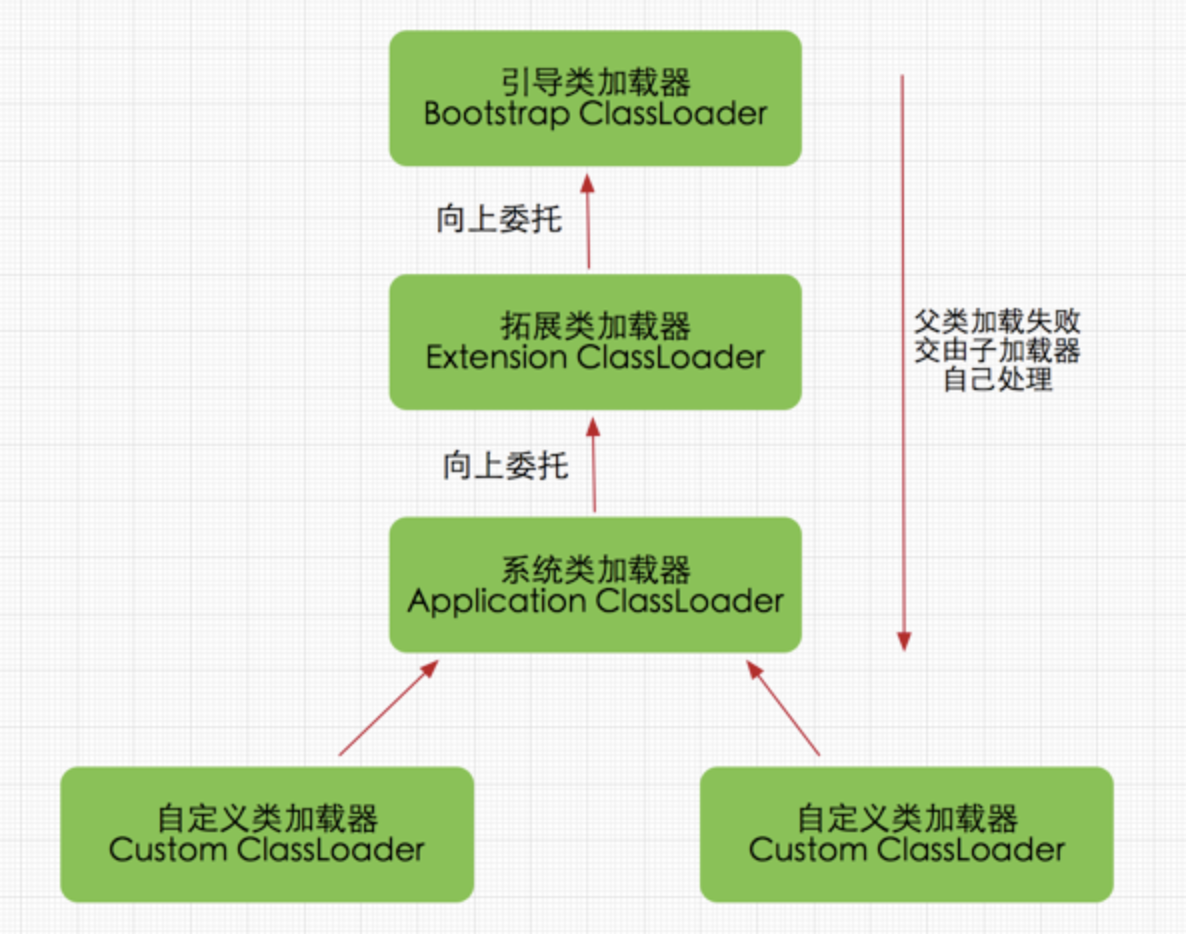 引导类加载器
Bootstrap ClassLoader
向上委托
拓展类加载器
Extension ClassLoader
父类加载失败
交由子加载器
自己处理
向上委托
系统类加载器
Application ClassLoader
自定义类加载器
Custom ClassLoader
自定义类加载器
Custom ClassLoader